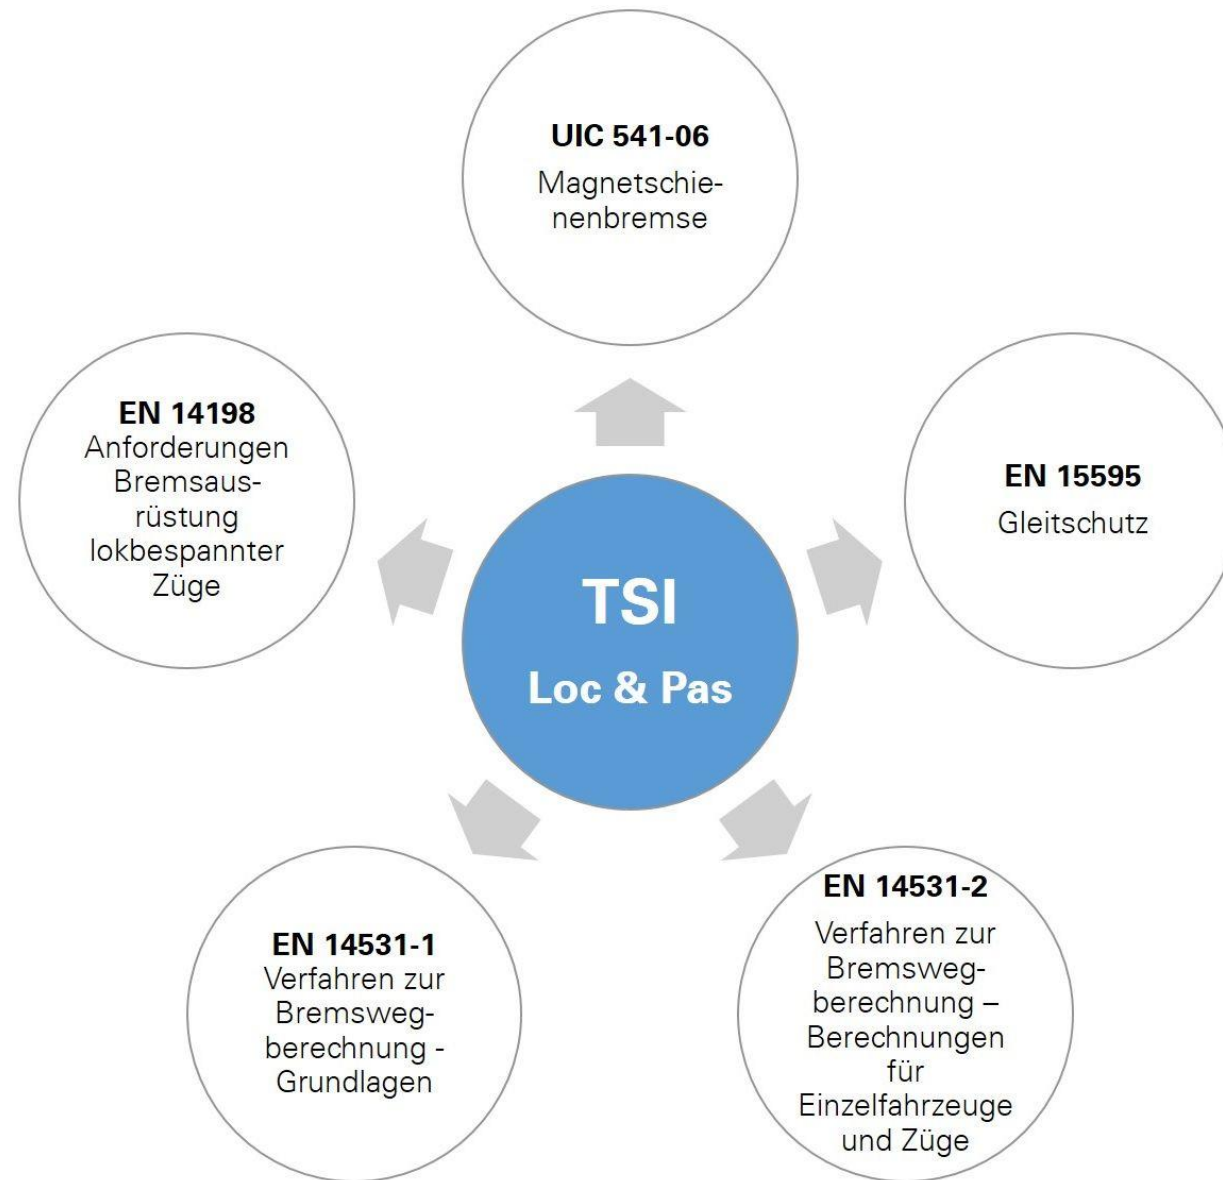 UIC 541-06
Magnetschie-
nenbremse
EN 14198
Anforderungen
Bremsaus-
rüstung
lokbespannter
Züge
EN 15595
Gleitschutz
TSI
Loc & Pas
EN 14531-1
Verfahren zur
Bremsweg-
berechnung -
Grundlagen
EN 14531-2
Verfahren zur
Bremsweg-
berechnung –
Berechnungen
für
Einzelfahrzeuge
und Züge